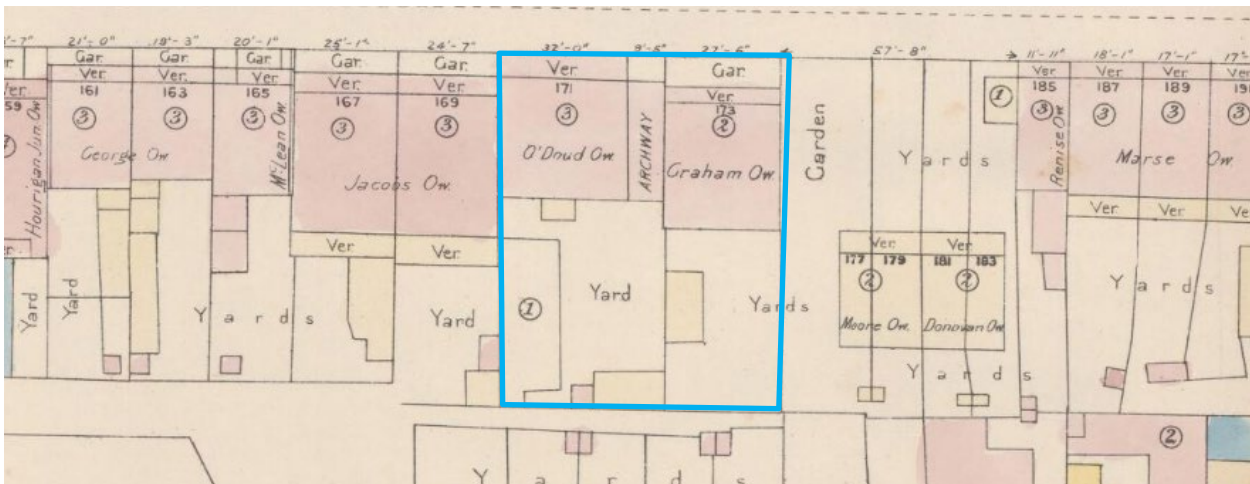 21'-0" 19'-3" 20'-1" 25'-1" 24'-7" 32'-0" 9'-5" 27'-6" 57'-8" 11'-11" 18'-1" 17'-1"
Gar. Gar. Gar. Gar. Gar. Ver. Gar.
Ver. Ver. Ver. Ver. Ver. Ver. Ver. Ver. Ver.
59 161 163 165 167 169 171 173 185 187 189 191
3 3 3 3 3 3 2 1 3 3 3 3
Hourigan Jun. Ow.
George Ow.
McLean Ow.
Jacobs Ow.
O'Doud Ow.
ARCHWAY
Graham Ow.
Garden
Yards
Renise Ow.
Marse Ow.
Ver. Ver. Ver. Ver. Ver. Ver. Ver.
177 179 181 183
2 2
Moore Ow. Donovan Ow.
Yard Yard Yards Yard
1
Yard Yards
Yards Yards
2
Yards